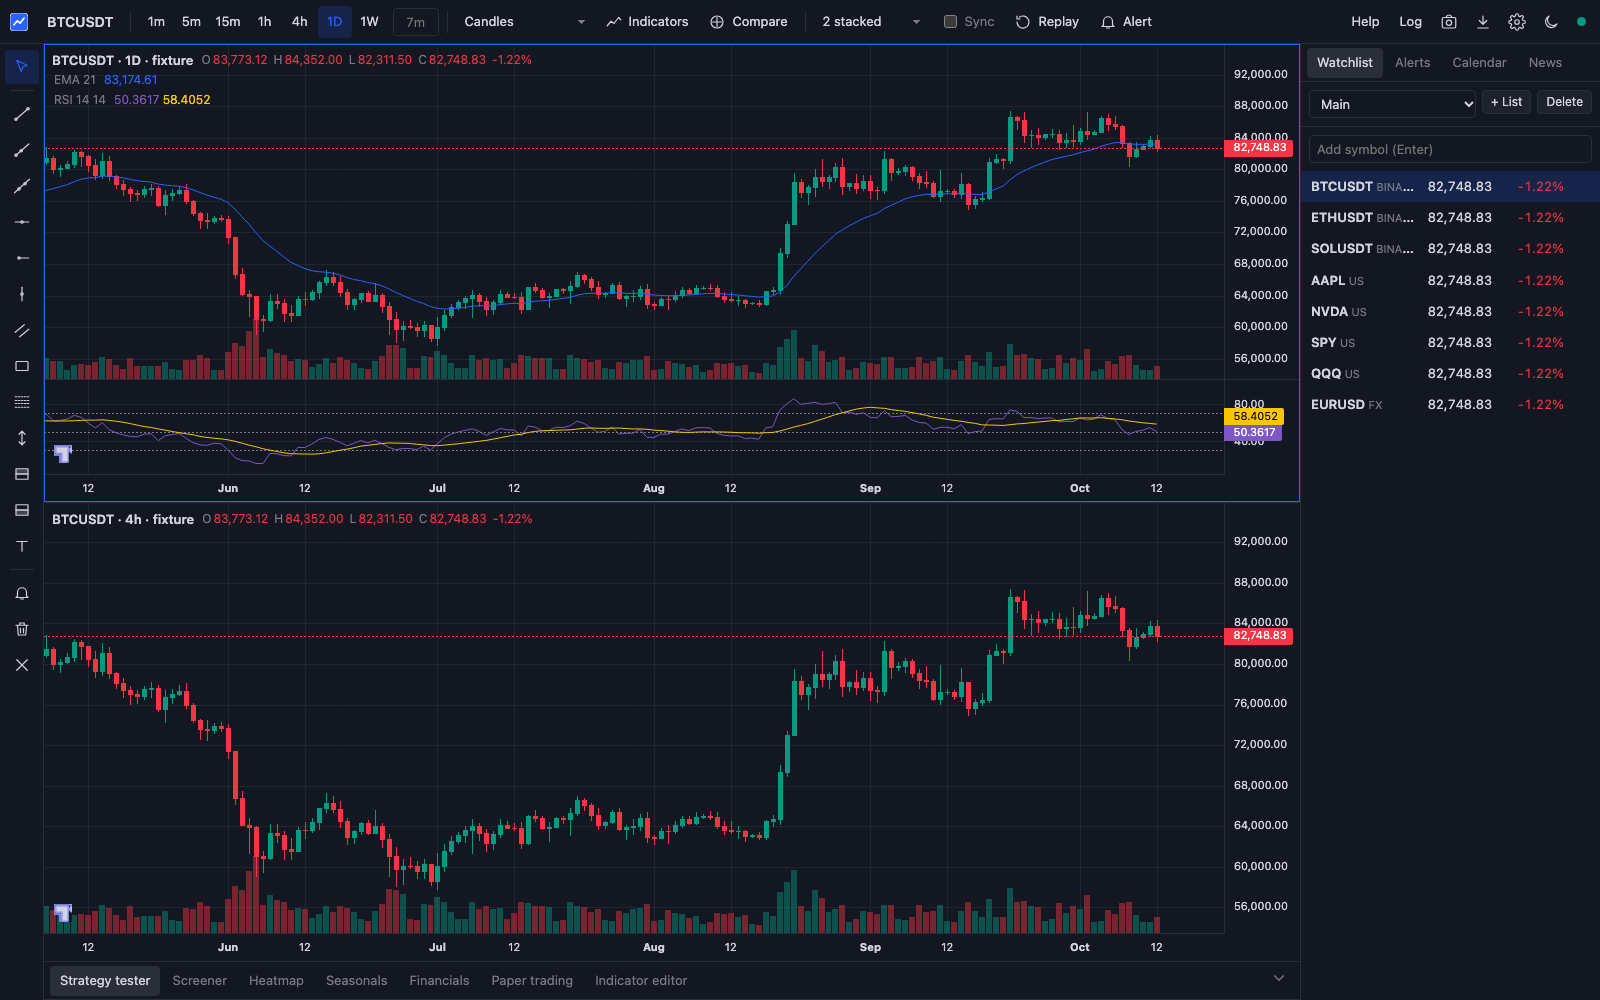 BTCUSDT 1m 5m 15m 1h 4h 1D 1W 7m Candles Indicators Compare 2 stacked Sync Replay Alert Help Log
BTCUSDT · 1D · fixture O 83,773.12 H 84,352.00 L 82,311.50 C 82,748.83 -1.22%
EMA 21 83,174.61
RSI 14 14 50.3617 58.4052
92,000.00
88,000.00
84,000.00
82,748.83
80,000.00
76,000.00
72,000.00
68,000.00
64,000.00
60,000.00
56,000.00
80.00
58.4052
50.3617
40.00
12 Jun 12 Jul 12 Aug 12 Sep 12 Oct 12
BTCUSDT · 4h · fixture O 83,773.12 H 84,352.00 L 82,311.50 C 82,748.83 -1.22%
92,000.00
88,000.00
84,000.00
82,748.83
80,000.00
76,000.00
72,000.00
68,000.00
64,000.00
60,000.00
56,000.00
12 Jun 12 Jul 12 Aug 12 Sep 12 Oct 12
Strategy tester Screener Heatmap Seasonals Financials Paper trading Indicator editor
Watchlist Alerts Calendar News
Main + List Delete
Add symbol (Enter)
BTCUSDT BINA... 82,748.83 -1.22%
ETHUSDT BINA... 82,748.83 -1.22%
SOLUSDT BINA... 82,748.83 -1.22%
AAPL US 82,748.83 -1.22%
NVDA US 82,748.83 -1.22%
SPY US 82,748.83 -1.22%
QQQ US 82,748.83 -1.22%
EURUSD FX 82,748.83 -1.22%